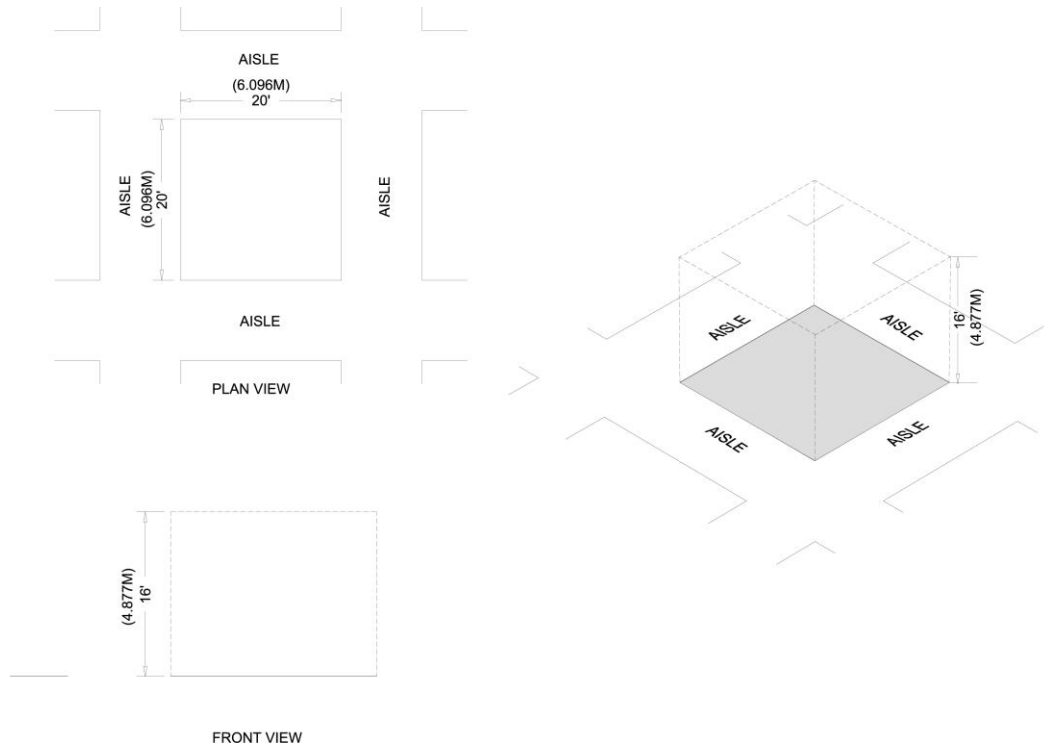 AISLE
(6.096M)
20'
AISLE
(6.096M)
20'
AISLE
AISLE
PLAN VIEW
(4.877M)
16'
FRONT VIEW
AISLE
AISLE
16'
(4.877M)
AISLE
AISLE